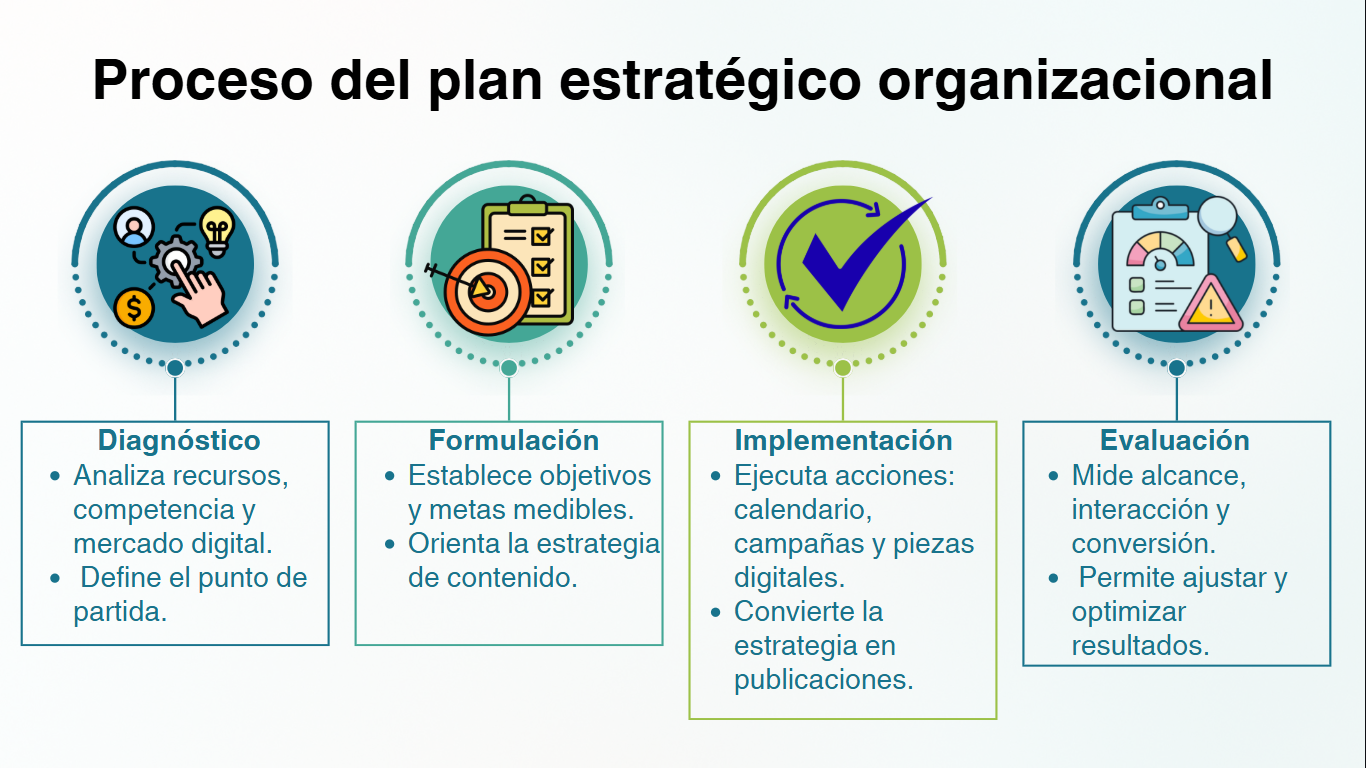 Proceso del plan estratégico organizacional
Diagnóstico
• Analiza recursos,
competencia y
mercado digital.
• Define el punto de
partida.
Formulación
• Establece objetivos
y metas medibles.
• Orienta la estrategia
de contenido.
Implementación
• Ejecuta acciones:
calendario,
campañas y piezas
digitales.
• Convierte la
estrategia en
publicaciones.
Evaluación
• Mide alcance,
interacción y
conversión.
• Permite ajustar y
optimizar
resultados.